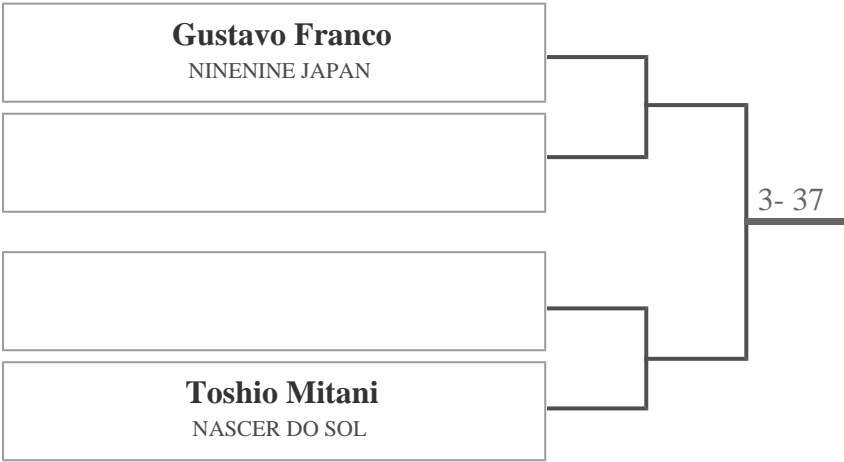 Gustavo Franco
NINENINE JAPAN
3- 37
Toshio Mitani
NASCER DO SOL